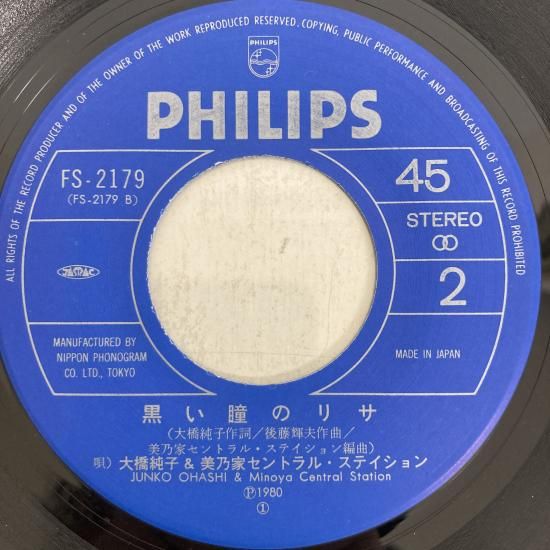 ALL RIGHTS OF THE RECORD PRODUCER AND OF THE OWNER OF THE WORK REPRODUCED RESERVED. COPYING, PUBLIC PERFORMANCE AND BROADCASTING OF THIS RECORD PROHIBITED
PHILIPS
PHILIPS
FS-2179
(FS-2179 B)
45
STEREO
2
JASRAC
MANUFACTURED BY
NIPPON PHONOGRAM
CO. LTD., TOKYO
MADE IN JAPAN
黒い瞳のリサ
(大橋純子作詞/後藤輝夫作曲/
美乃家セントラル・ステイション編曲)
唄) 大橋純子 & 美乃家セントラル・ステイション
JUNKO OHASHI & Minoya Central Station
Ⓟ1980
①